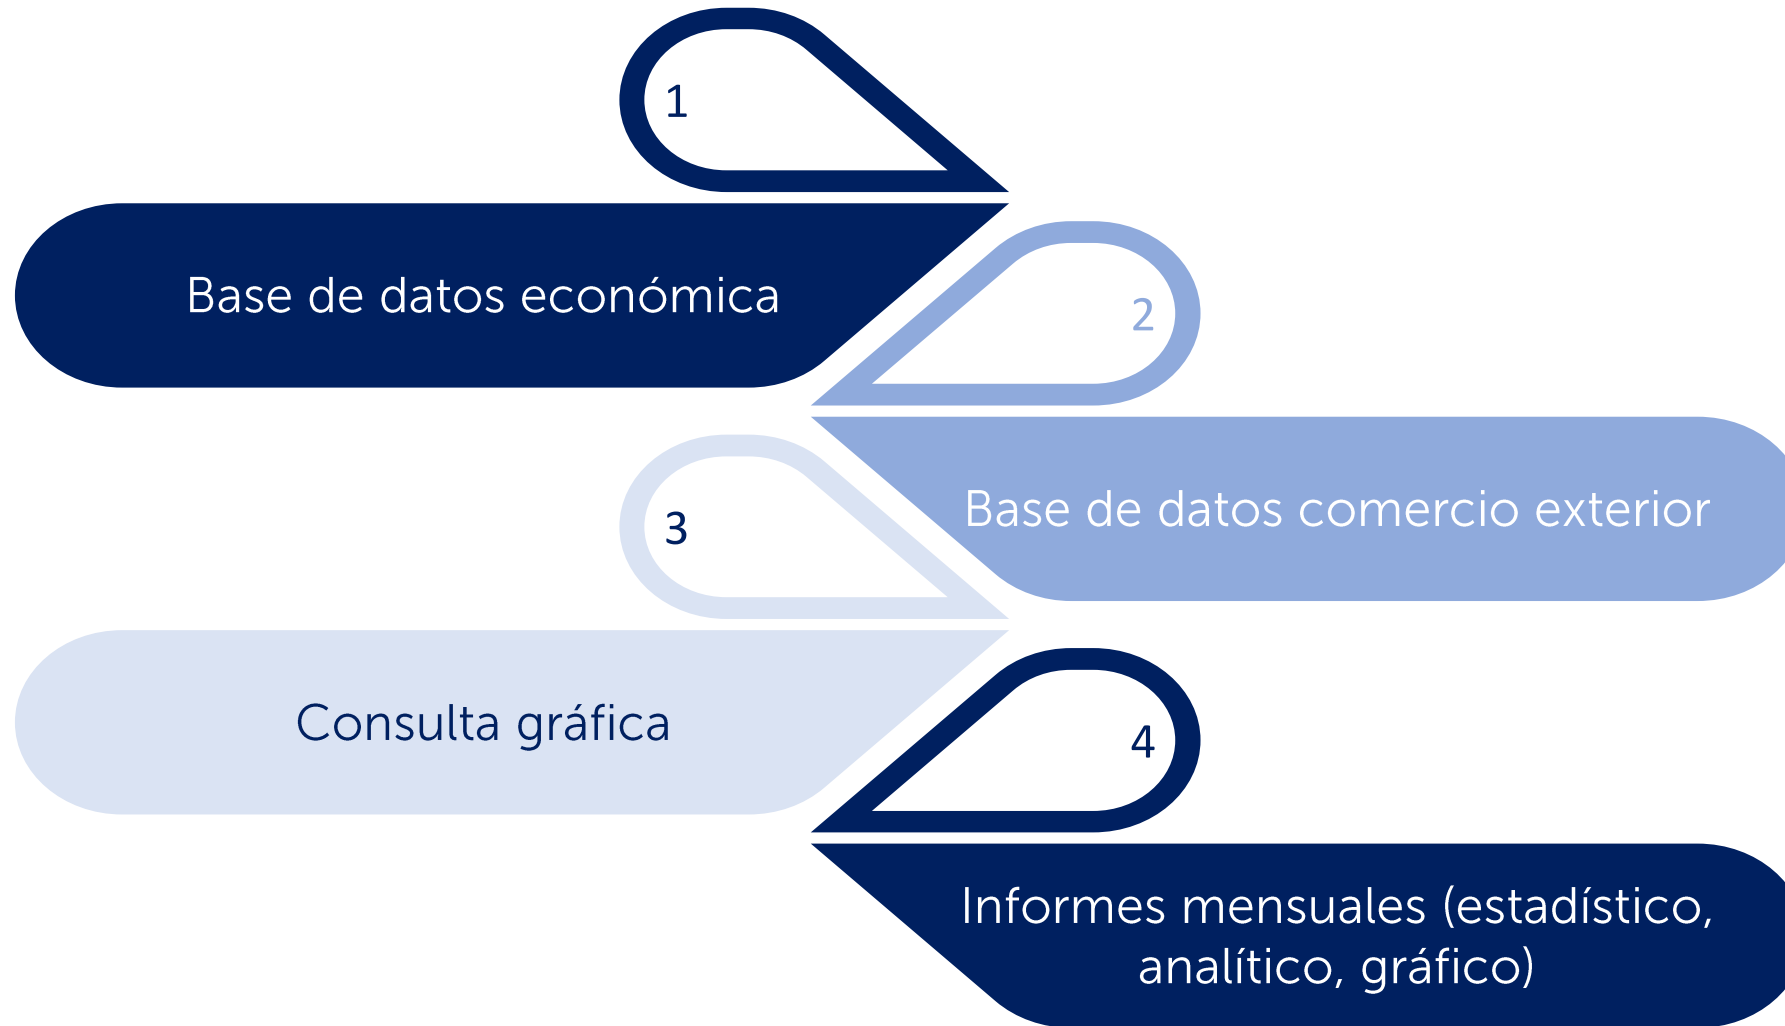 1
Base de datos económica
2
Base de datos comercio exterior
3
Consulta gráfica
4
Informes mensuales (estadístico,
analítico, gráfico)